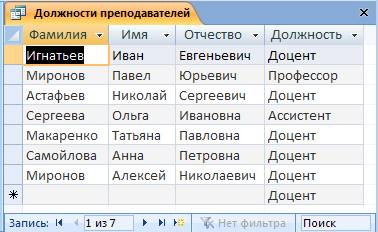 Должности преподавателей
Фамилия Имя Отчество Должность
Игнатьев Иван Евгеньевич Доцент
Миронов Павел Юрьевич Профессор
Астафьев Николай Сергеевич Доцент
Сергеева Ольга Ивановна Ассистент
Макаренко Татьяна Павловна Доцент
Самойлова Анна Петровна Доцент
Миронов Алексей Николаевич Доцент
Доцент
Запись: 1 из 7 Нет фильтра Поиск